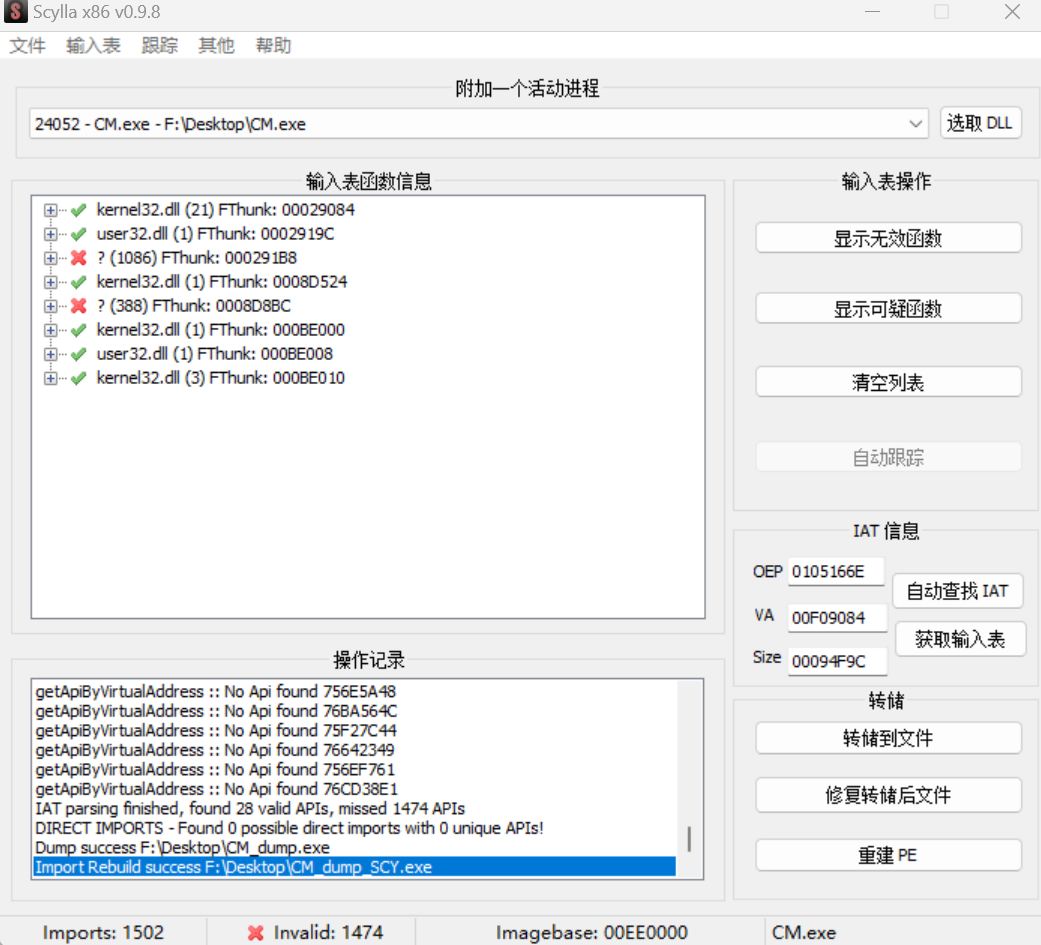 Scylla x86 v0.9.8
文件 输入表 跟踪 其他 帮助
附加一个活动进程
24052 - CM.exe - F:\Desktop\CM.exe
选取 DLL
输入表函数信息
kernel32.dll (21) FThunk: 00029084
user32.dll (1) FThunk: 0002919C
? (1086) FThunk: 000291B8
kernel32.dll (1) FThunk: 0008D524
? (388) FThunk: 0008D8BC
kernel32.dll (1) FThunk: 000BE000
user32.dll (1) FThunk: 000BE008
kernel32.dll (3) FThunk: 000BE010
输入表操作
显示无效函数
显示可疑函数
清空列表
自动跟踪
IAT 信息
OEP 0105166E
VA 00F09084
Size 00094F9C
自动查找 IAT
获取输入表
操作记录
getApiByVirtualAddress :: No Api found 756E5A48
getApiByVirtualAddress :: No Api found 76BA564C
getApiByVirtualAddress :: No Api found 75F27C44
getApiByVirtualAddress :: No Api found 76642349
getApiByVirtualAddress :: No Api found 756EF761
getApiByVirtualAddress :: No Api found 76CD38E1
IAT parsing finished, found 28 valid APIs, missed 1474 APIs
DIRECT IMPORTS - Found 0 possible direct imports with 0 unique APIs!
Dump success F:\Desktop\CM_dump.exe
Import Rebuild success F:\Desktop\CM_dump_SCY.exe
转储
转储到文件
修复转储后文件
重建 PE
Imports: 1502
Invalid: 1474
Imagebase: 00EE0000
CM.exe